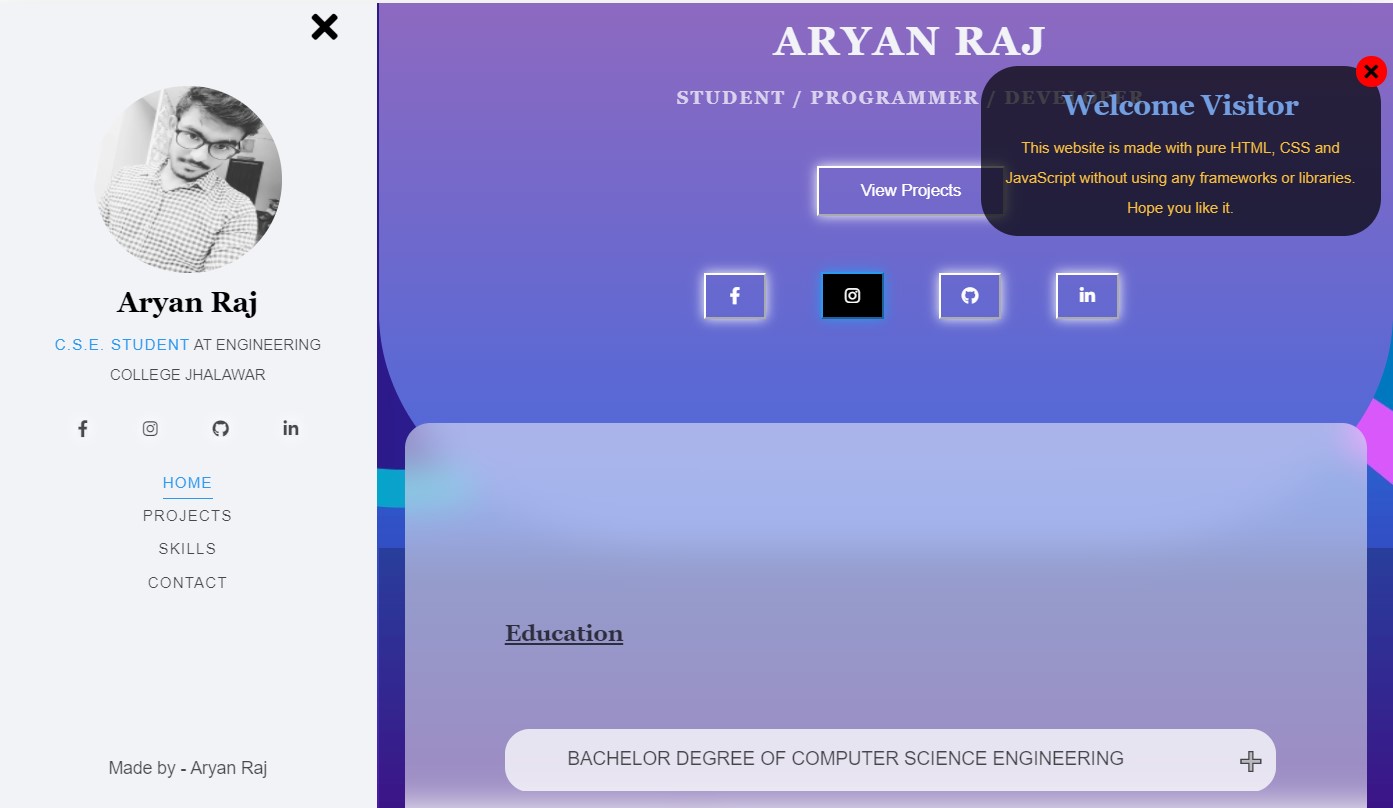 Aryan Raj
C.S.E. STUDENT AT ENGINEERING
COLLEGE JHALAWAR
HOME
PROJECTS
SKILLS
CONTACT
Made by - Aryan Raj
ARYAN RAJ
STUDENT / PROGRAMMER / DEVELOPER
View Projects
Welcome Visitor
This website is made with pure HTML, CSS and
JavaScript without using any frameworks or libraries.
Hope you like it.
Education
BACHELOR DEGREE OF COMPUTER SCIENCE ENGINEERING